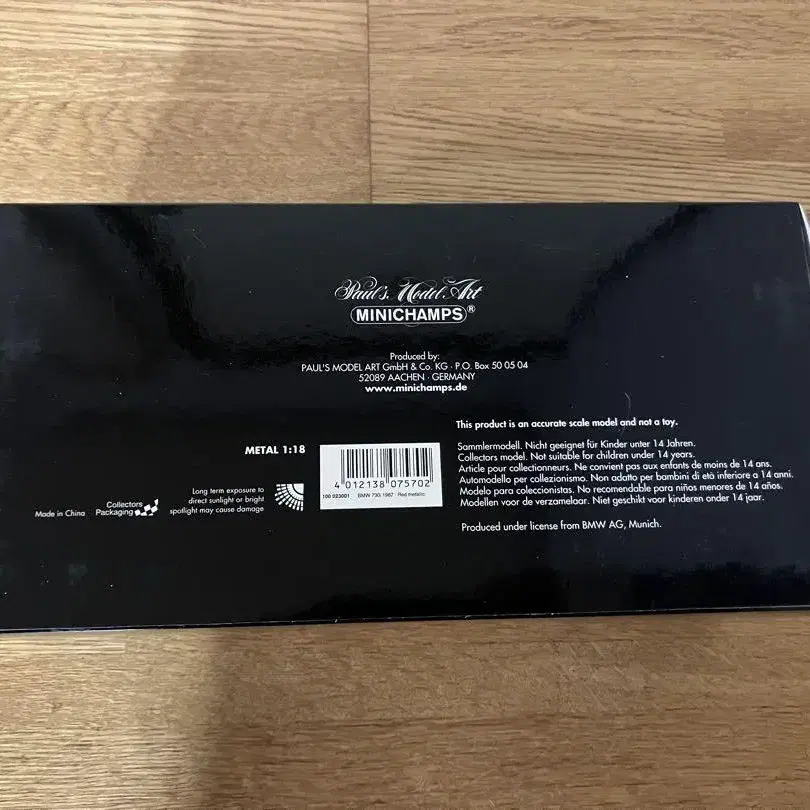 Paul's Model Art
MINICHAMPS®
Produced by:
PAUL'S MODEL ART GmbH & Co. KG · P.O. Box 50 05 04
52089 AACHEN · GERMANY
www.minichamps.de
This product is an accurate scale model and not a toy.
Sammlermodell. Nicht geeignet für Kinder unter 14 Jahren.
Collectors model. Not suitable for children under 14 years.
Article pour collectionneurs. Ne convient pas aux enfants de moins de 14 ans.
Automodello per collezionismo. Non adatto per bambini di età inferiore a 14 anni.
Modelo para coleccionistas. No recomendable para niños menores de 14 años.
Modellen voor de verzamelaar. Niet geschikt voor kinderen onder 14 jaar.
Produced under license from BMW AG, Munich.
METAL 1:18
4 012138 075702
100 023001 BMW 730i 1987 Red metallic
Long term exposure to
direct sunlight or bright
spotlight may cause damage
Collectors
Packaging
Made in China